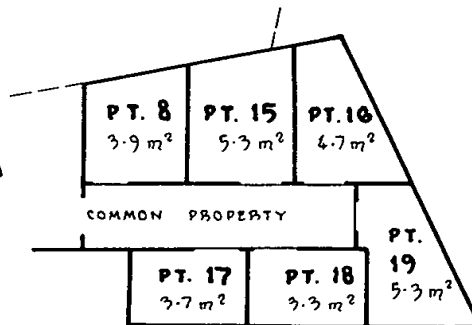 PT. 8
3.9 m²
PT. 15
5.3 m²
PT. 16
4.7 m²
COMMON PROPERTY
PT.
19
5.3 m²
PT. 17
3.7 m²
PT. 18
3.3 m²